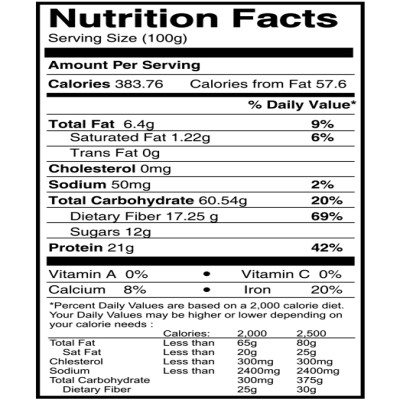 Nutrition Facts
Serving Size (100g)
Amount Per Serving
Calories 383.76 Calories from Fat 57.6
% Daily Value*
Total Fat 6.4g 9%
Saturated Fat 1.22g 6%
Trans Fat 0g
Cholesterol 0mg
Sodium 50mg 2%
Total Carbohydrate 60.54g 20%
Dietary Fiber 17.25 g 69%
Sugars 12g
Protein 21g 42%
Vitamin A 0% • Vitamin C 0%
Calcium 8% • Iron 20%
*Percent Daily Values are based on a 2,000 calorie diet.
Your Daily Values may be higher or lower depending on
your calorie needs :
Calories: 2,000 2,500
Total Fat Less than 65g 80g
Sat Fat Less than 20g 25g
Chlesterol Less than 300mg 300mg
Sodium Less than 2400mg 2400mg
Total Carbohydrate 300mg 375g
Dietary Fiber 25g 30g